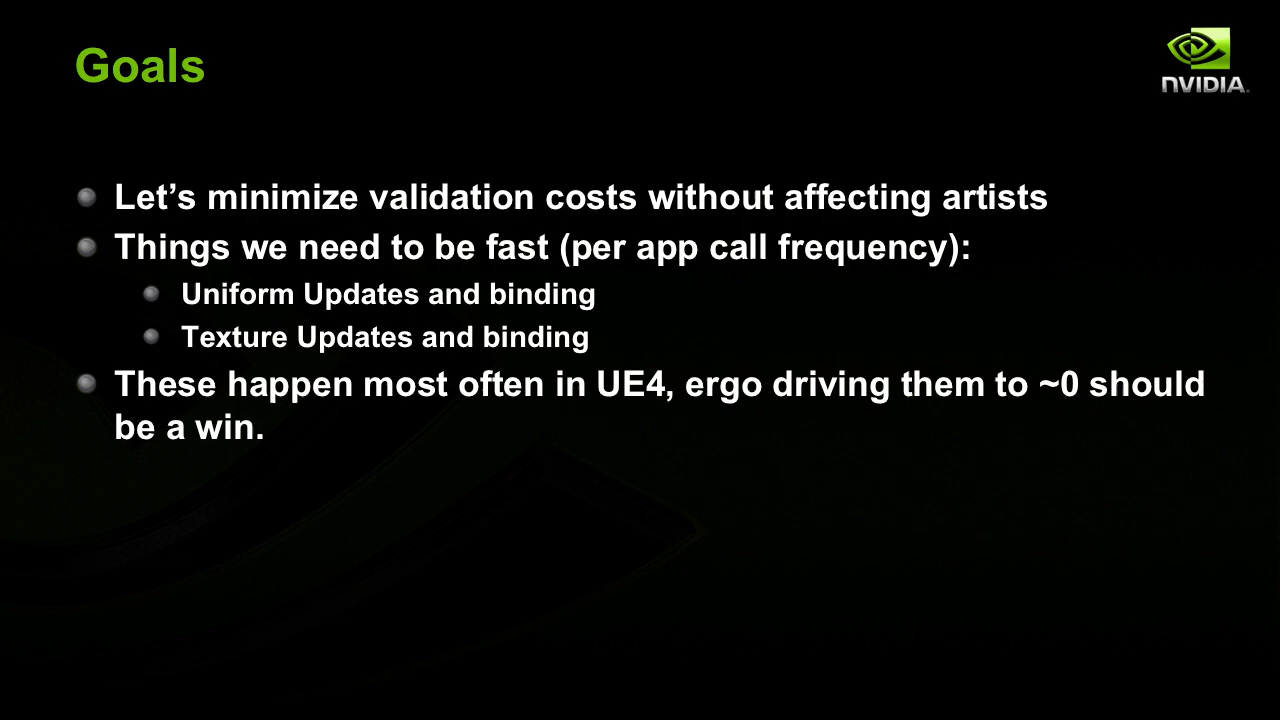 Goals
NVIDIA
Let’s minimize validation costs without affecting artists
Things we need to be fast (per app call frequency):
Uniform Updates and binding
Texture Updates and binding
These happen most often in UE4, ergo driving them to ~0 should
be a win.